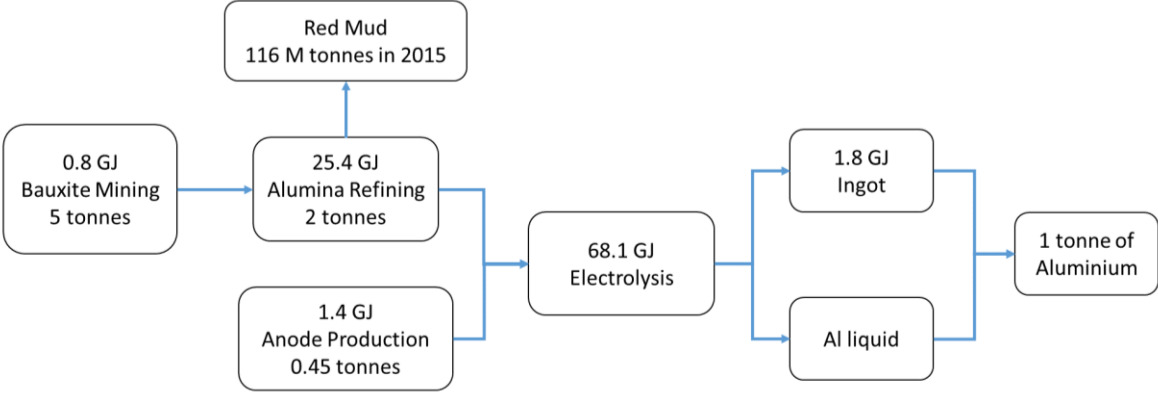 Red Mud
116 M tonnes in 2015
0.8 GJ
Bauxite Mining
5 tonnes
25.4 GJ
Alumina Refining
2 tonnes
1.4 GJ
Anode Production
0.45 tonnes
68.1 GJ
Electrolysis
1.8 GJ
Ingot
Al liquid
1 tonne of
Aluminium